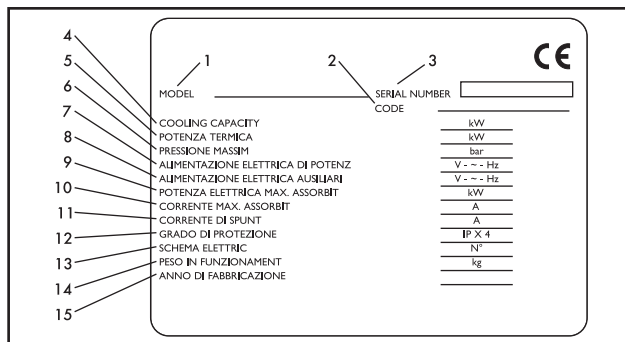 4
5 1 2 3 CE
6 MODEL SERIAL NUMBER
7 CODE
8 COOLING CAPACITY kW
9 POTENZA TERMICA kW
10 PRESSIONE MASSIM bar
11 ALIMENTAZIONE ELETTRICA DI POTENZ V - ~ - Hz
12 ALIMENTAZIONE ELETTRICA AUSILIARI V - ~ - Hz
13 POTENZA ELETTRICA MAX. ASSORBIT kW
14 CORRENTE MAX. ASSORBIT A
15 CORRENTE DI SPUNT A
GRADO DI PROTEZIONE IP X 4
SCHEMA ELETTRIC N°
PESO IN FUNZIONAMENT kg
ANNO DI FABBRICAZIONE